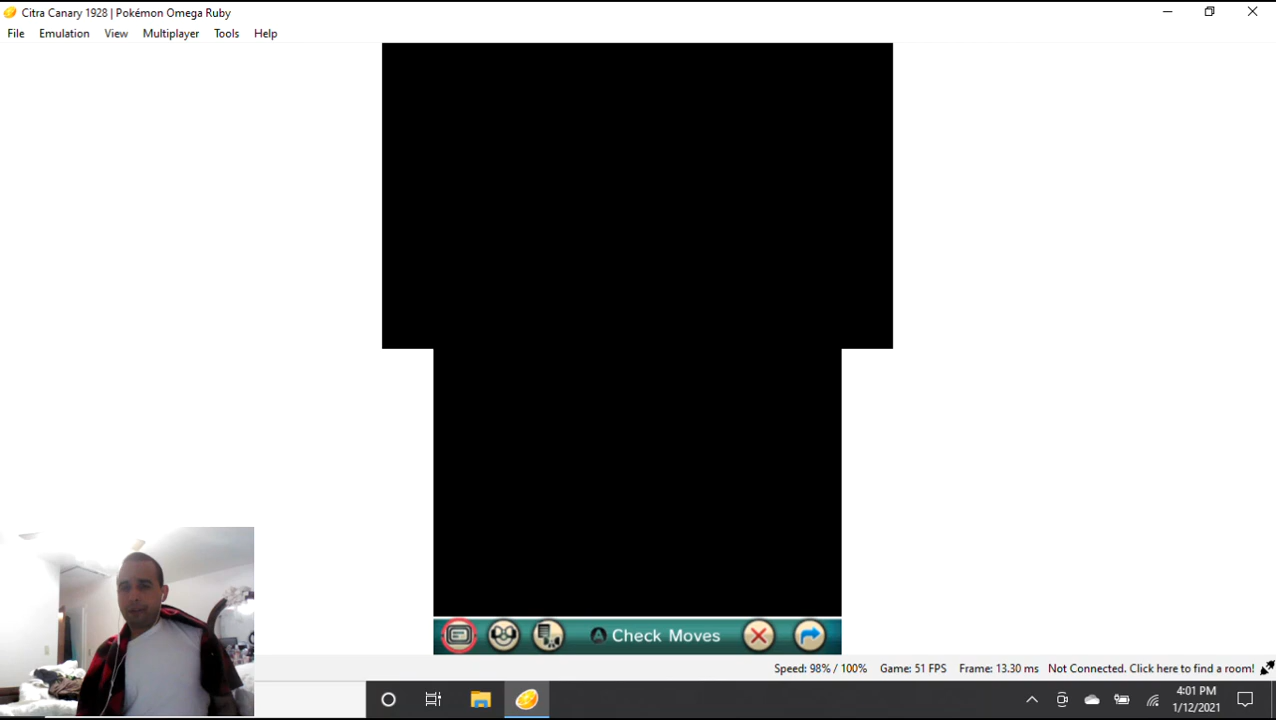 Citra Canary 1928 | Pokémon Omega Ruby
File Emulation View Multiplayer Tools Help
A Check Moves
Speed: 98% / 100% Game: 51 FPS Frame: 13.30 ms Not Connected. Click here to find a room!
4:01 PM
1/12/2021